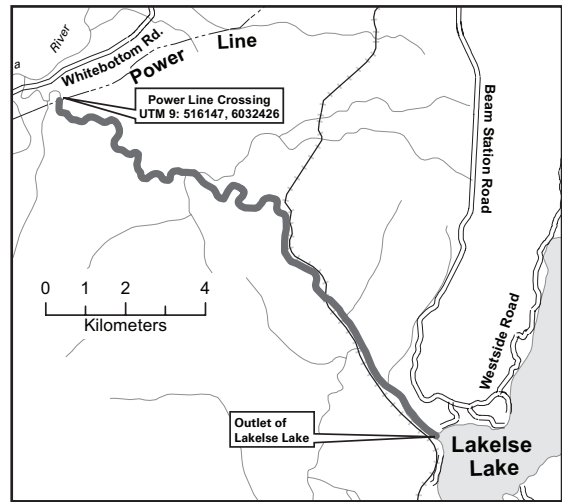 River
a
Whitebottom Rd.
Power Line
Power Line Crossing
UTM 9: 516147, 6032426
Beam Station Road
0 1 2 4
Kilometers
Westside Road
Outlet of
Lakelse Lake
Lakelse
Lake